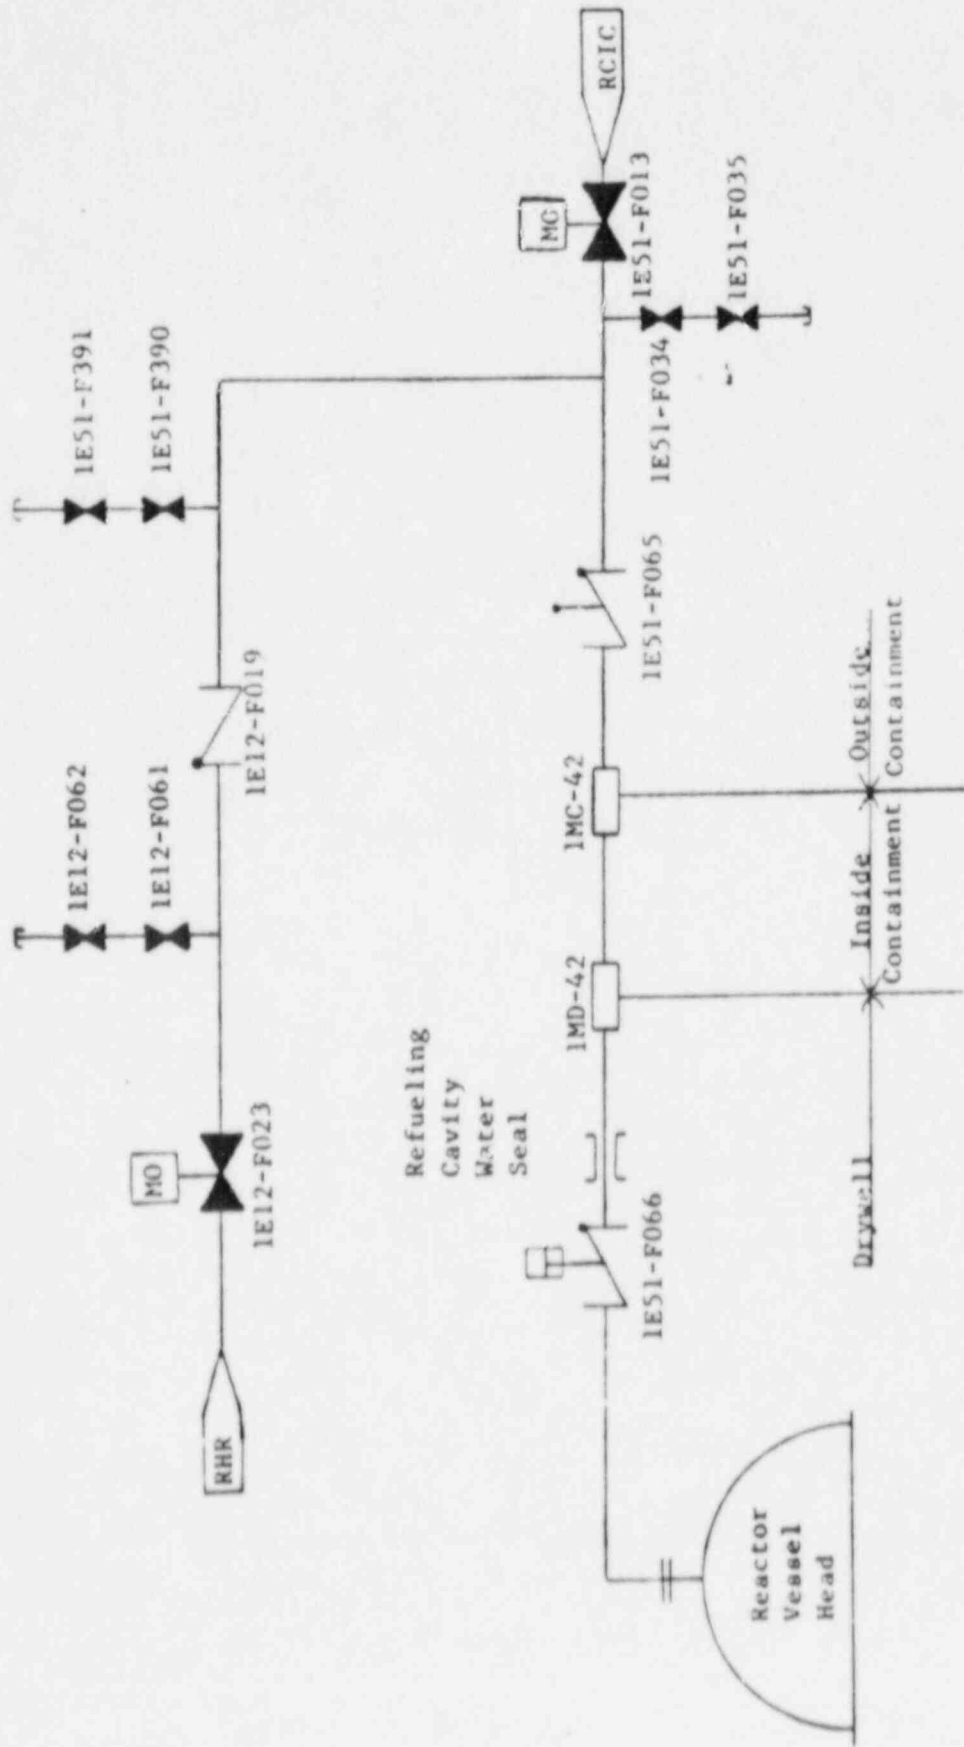 1E12-F062
1E12-F061
1E51-F391
1E51-F390
RHR
MO
1E12-F023
1E12-F019
Refueling
Cavity
Water
Seal
MO
RCIC
1E51-F013
1E51-F034
1E51-F035
1E51-F066
1MD-42
1MC-42
1E51-F065
Reactor
Vessel
Head
Drywell
Inside
Containment
Outside
Containment